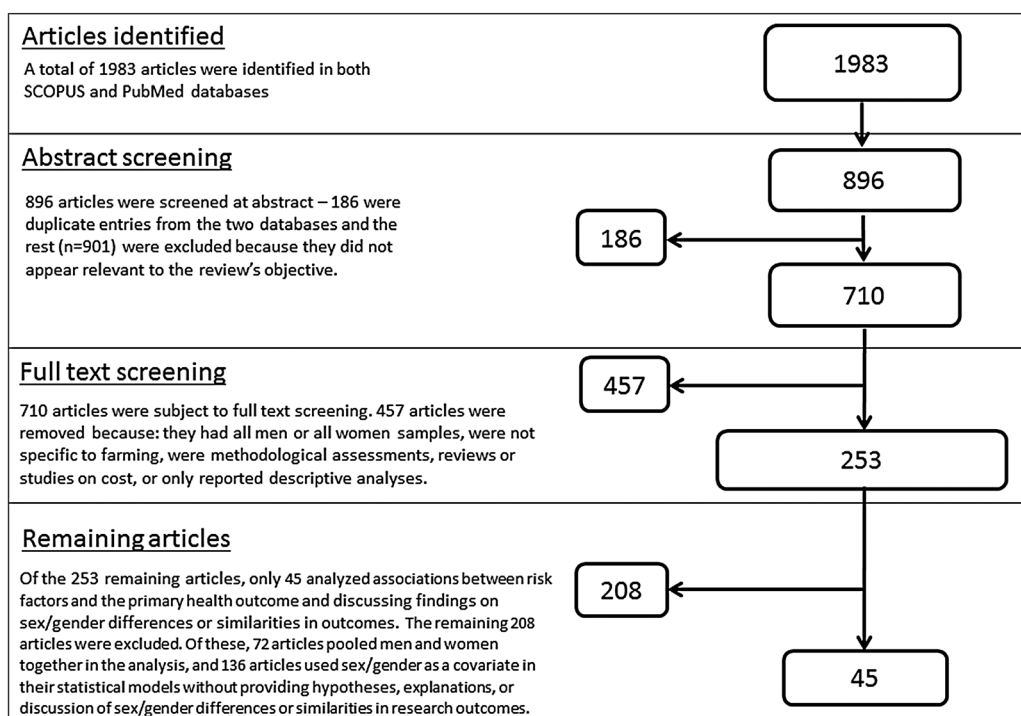 Articles identified
A total of 1983 articles were identified in both
SCOPUS and PubMed databases
1983
Abstract screening
896 articles were screened at abstract – 186 were
duplicate entries from the two databases and the
rest (n=901) were excluded because they did not
appear relevant to the review's objective.
896
186
710
Full text screening
710 articles were subject to full text screening. 457 articles were
removed because: they had all men or all women samples, were not
specific to farming, were methodological assessments, reviews or
studies on cost, or only reported descriptive analyses.
457
253
Remaining articles
Of the 253 remaining articles, only 45 analyzed associations between risk
factors and the primary health outcome and discussing findings on
sex/gender differences or similarities in outcomes. The remaining 208
articles were excluded. Of these, 72 articles pooled men and women
together in the analysis, and 136 articles used sex/gender as a covariate in
their statistical models without providing hypotheses, explanations, or
discussion of sex/gender differences or similarities in research outcomes.
208
45